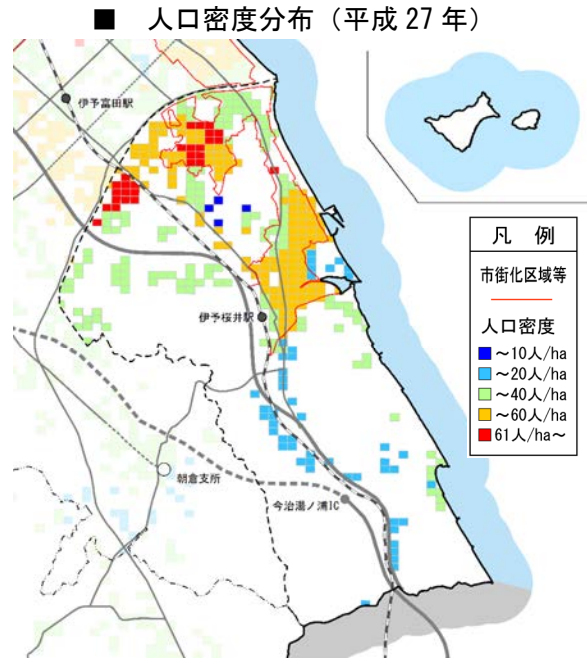 ■ 人口密度分布（平成 27 年）
伊予富田駅
伊予桜井駅
朝倉支所
今治湯ノ浦IC
凡 例
市街化区域等
人口密度
～10人/ha
～20人/ha
～40人/ha
～60人/ha
61人/ha～